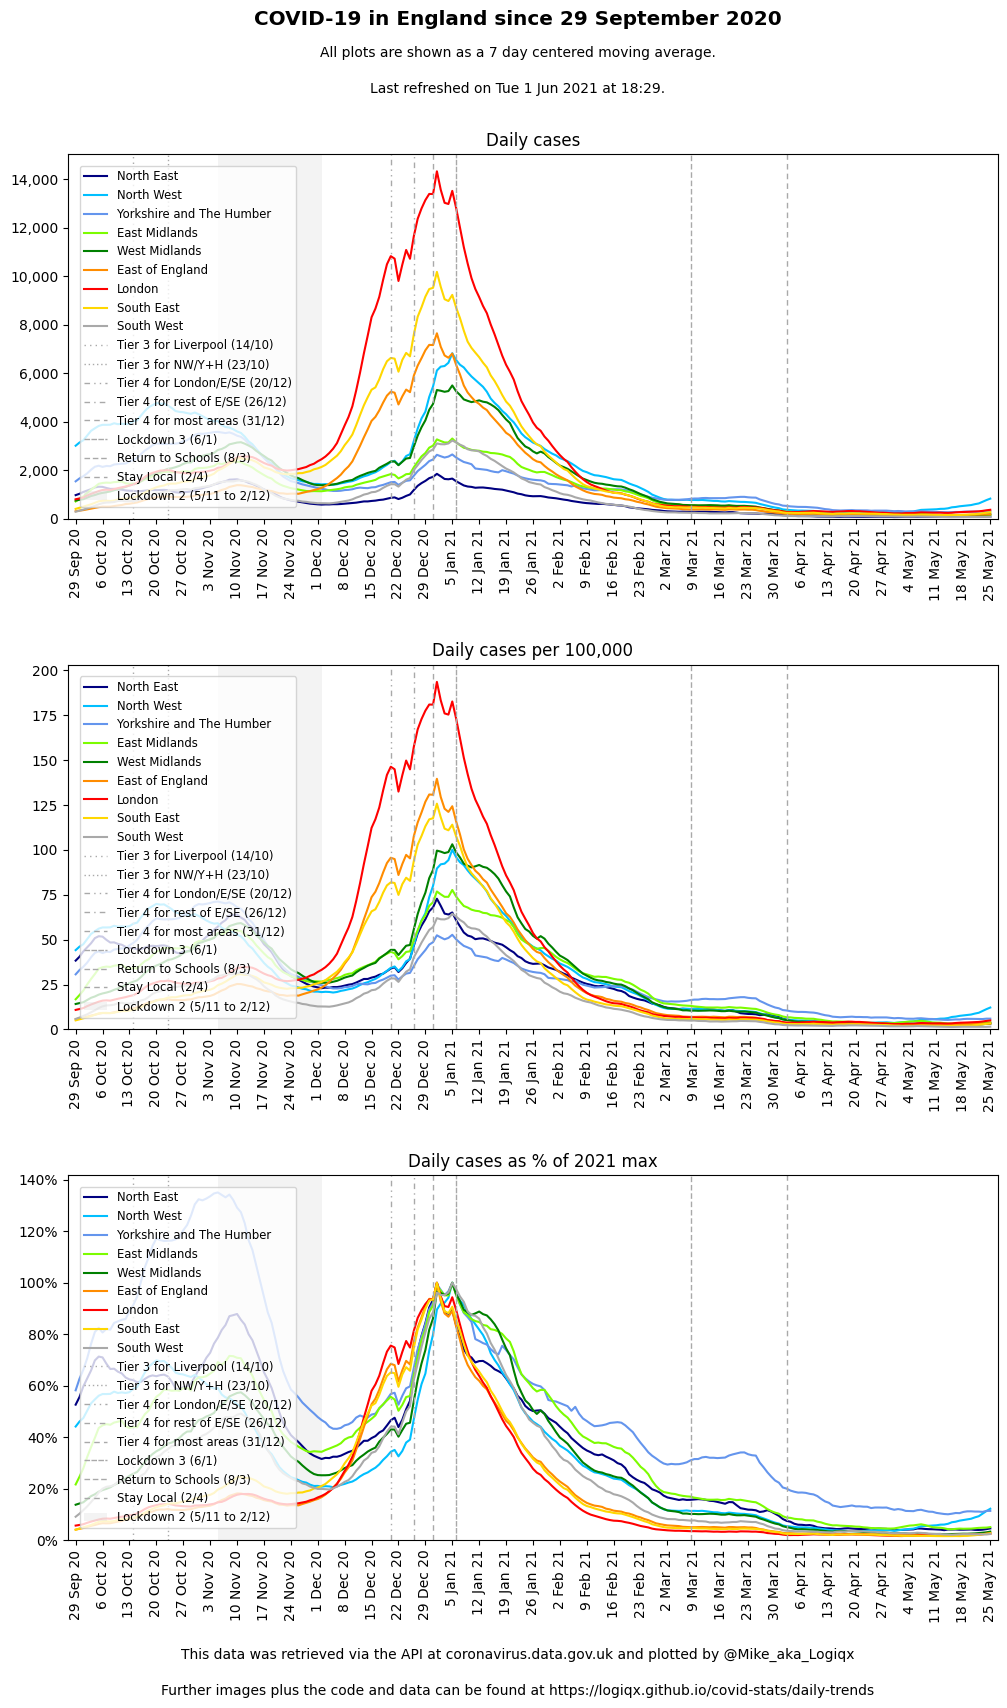 COVID-19 in England since 29 September 2020
All plots are shown as a 7 day centered moving average.
Last refreshed on Tue 1 Jun 2021 at 18:29.
Daily cases
14,000
12,000
10,000
8,000
6,000
4,000
2,000
0
North East
North West
Yorkshire and The Humber
East Midlands
West Midlands
East of England
London
South East
South West
Tier 3 for Liverpool (14/10)
Tier 3 for NW/Y+H (23/10)
Tier 4 for London/E/SE (20/12)
Tier 4 for rest of E/SE (26/12)
Tier 4 for most areas (31/12)
Lockdown 3 (6/1)
Return to Schools (8/3)
Stay Local (2/4)
Lockdown 2 (5/11 to 2/12)
29 Sep 20
6 Oct 20
13 Oct 20
20 Oct 20
27 Oct 20
3 Nov 20
10 Nov 20
17 Nov 20
24 Nov 20
1 Dec 20
8 Dec 20
15 Dec 20
22 Dec 20
29 Dec 20
5 Jan 21
12 Jan 21
19 Jan 21
26 Jan 21
2 Feb 21
9 Feb 21
16 Feb 21
23 Feb 21
2 Mar 21
9 Mar 21
16 Mar 21
23 Mar 21
30 Mar 21
6 Apr 21
13 Apr 21
20 Apr 21
27 Apr 21
4 May 21
11 May 21
18 May 21
25 May 21
Daily cases per 100,000
200
175
150
125
100
75
50
25
0
North East
North West
Yorkshire and The Humber
East Midlands
West Midlands
East of England
London
South East
South West
Tier 3 for Liverpool (14/10)
Tier 3 for NW/Y+H (23/10)
Tier 4 for London/E/SE (20/12)
Tier 4 for rest of E/SE (26/12)
Tier 4 for most areas (31/12)
Lockdown 3 (6/1)
Return to Schools (8/3)
Stay Local (2/4)
Lockdown 2 (5/11 to 2/12)
29 Sep 20
6 Oct 20
13 Oct 20
20 Oct 20
27 Oct 20
3 Nov 20
10 Nov 20
17 Nov 20
24 Nov 20
1 Dec 20
8 Dec 20
15 Dec 20
22 Dec 20
29 Dec 20
5 Jan 21
12 Jan 21
19 Jan 21
26 Jan 21
2 Feb 21
9 Feb 21
16 Feb 21
23 Feb 21
2 Mar 21
9 Mar 21
16 Mar 21
23 Mar 21
30 Mar 21
6 Apr 21
13 Apr 21
20 Apr 21
27 Apr 21
4 May 21
11 May 21
18 May 21
25 May 21
Daily cases as % of 2021 max
140%
120%
100%
80%
60%
40%
20%
0%
North East
North West
Yorkshire and The Humber
East Midlands
West Midlands
East of England
London
South East
South West
Tier 3 for Liverpool (14/10)
Tier 3 for NW/Y+H (23/10)
Tier 4 for London/E/SE (20/12)
Tier 4 for rest of E/SE (26/12)
Tier 4 for most areas (31/12)
Lockdown 3 (6/1)
Return to Schools (8/3)
Stay Local (2/4)
Lockdown 2 (5/11 to 2/12)
29 Sep 20
6 Oct 20
13 Oct 20
20 Oct 20
27 Oct 20
3 Nov 20
10 Nov 20
17 Nov 20
24 Nov 20
1 Dec 20
8 Dec 20
15 Dec 20
22 Dec 20
29 Dec 20
5 Jan 21
12 Jan 21
19 Jan 21
26 Jan 21
2 Feb 21
9 Feb 21
16 Feb 21
23 Feb 21
2 Mar 21
9 Mar 21
16 Mar 21
23 Mar 21
30 Mar 21
6 Apr 21
13 Apr 21
20 Apr 21
27 Apr 21
4 May 21
11 May 21
18 May 21
25 May 21
This data was retrieved via the API at coronavirus.data.gov.uk and plotted by @Mike_aka_Logiqx
Further images plus the code and data can be found at https://logiqx.github.io/covid-stats/daily-trends